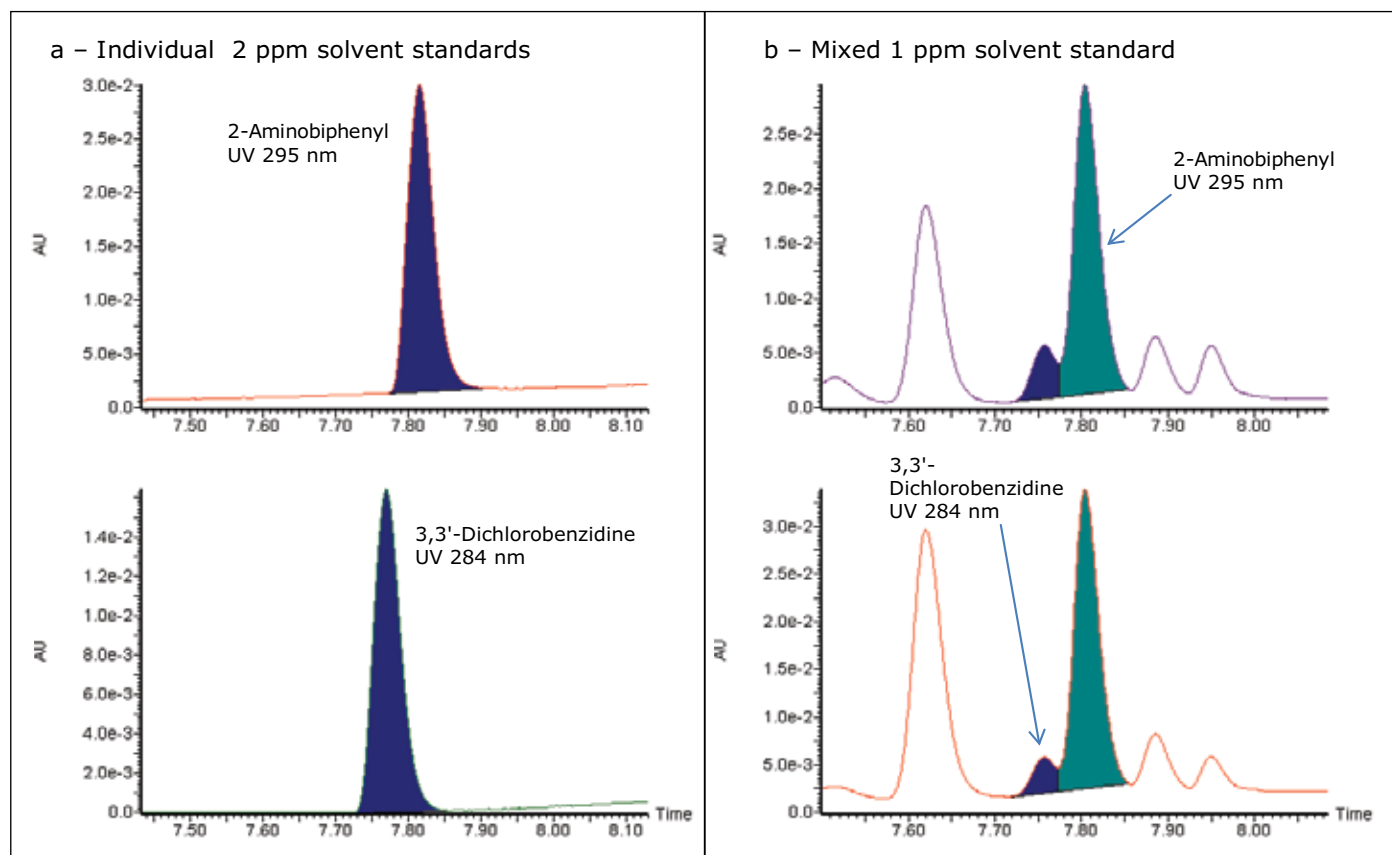 a – Individual 2 ppm solvent standards
3.0e-2
2.5e-2
2.0e-2
1.5e-2
1.0e-2
5.0e-3
0.0
AU
2-Aminobiphenyl
UV 295 nm
7.50 7.60 7.70 7.80 7.90 8.00 8.10
1.4e-2
1.2e-2
1.0e-2
8.0e-3
6.0e-3
4.0e-3
2.0e-3
0.0
AU
3,3'-Dichlorobenzidine
UV 284 nm
7.50 7.60 7.70 7.80 7.90 8.00 8.10
Time
b – Mixed 1 ppm solvent standard
2.5e-2
2.0e-2
1.5e-2
1.0e-2
5.0e-3
0.0
AU
2-Aminobiphenyl
UV 295 nm
7.60 7.70 7.80 7.90 8.00
3,3'-
Dichlorobenzidine
UV 284 nm
3.0e-2
2.5e-2
2.0e-2
1.5e-2
1.0e-2
5.0e-3
0.0
AU
7.60 7.70 7.80 7.90 8.00
Time